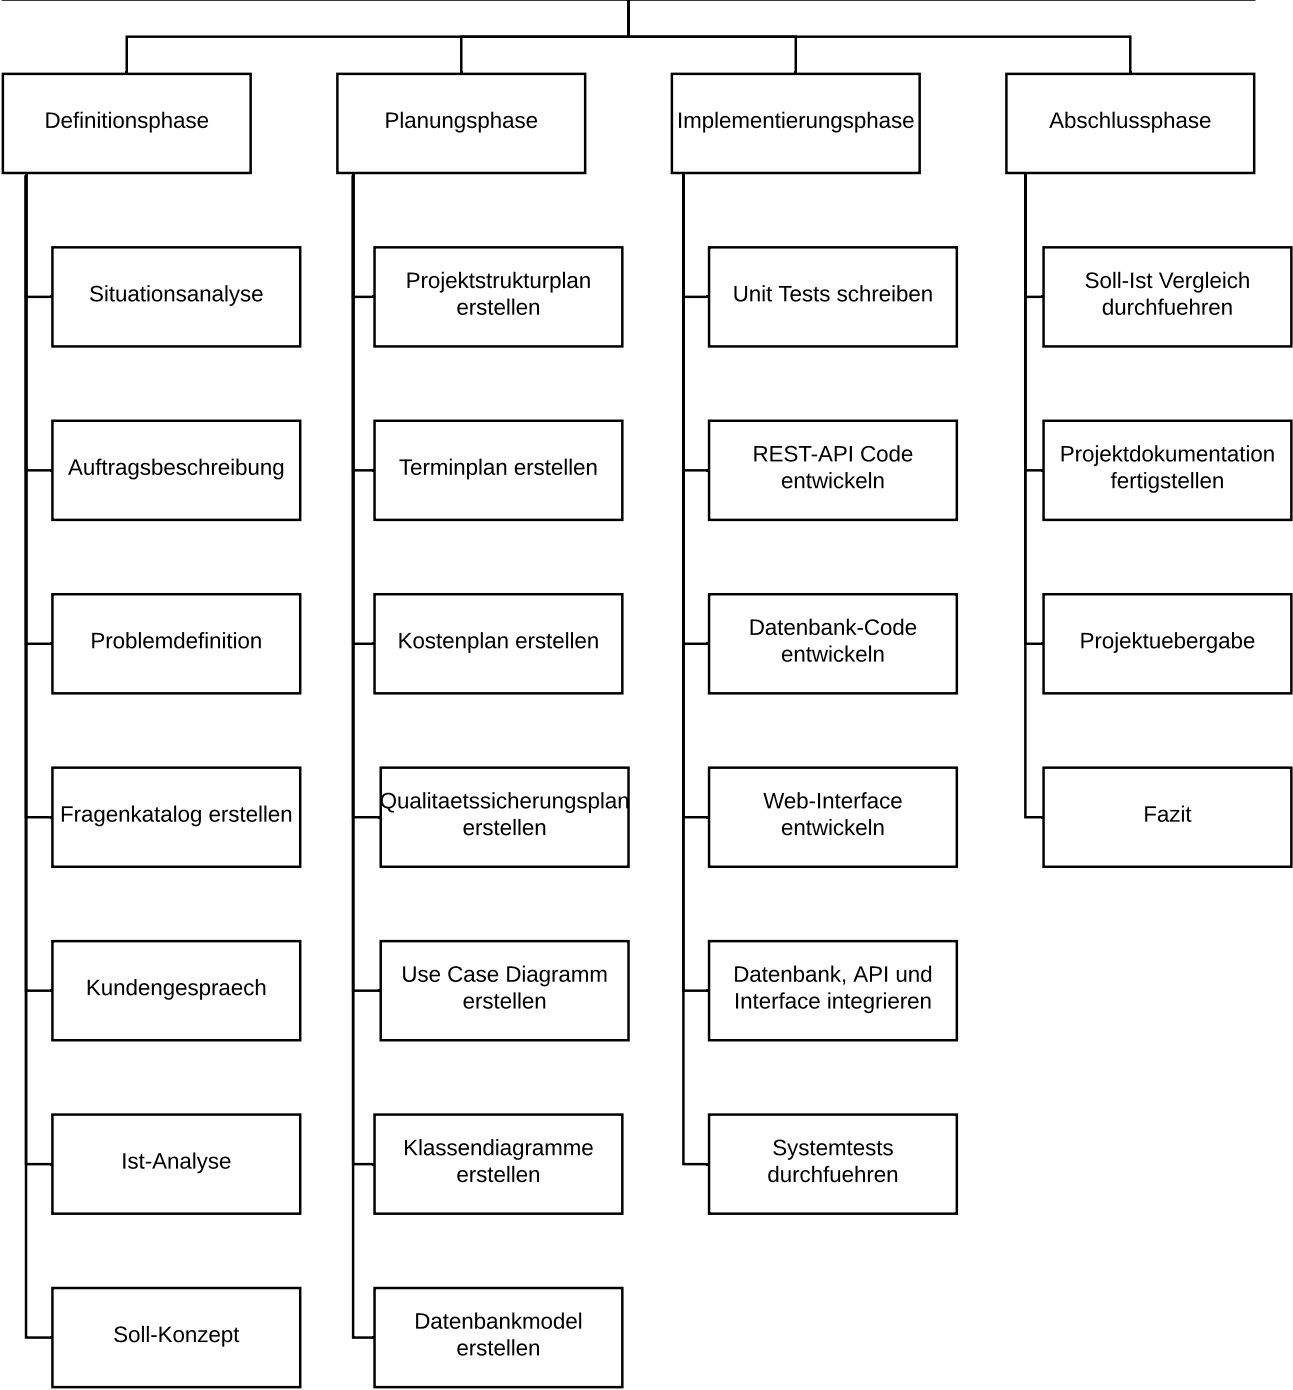 Definitionsphase
Planungsphase
Implementierungsphase
Abschlussphase
Situationsanalyse
Projektstrukturplan
erstellen
Unit Tests schreiben
Soll-Ist Vergleich
durchfuehren
Auftragsbeschreibung
Terminplan erstellen
REST-API Code
entwickeln
Projektdokumentation
fertigstellen
Problemdefinition
Kostenplan erstellen
Datenbank-Code
entwickeln
Projektuebergabe
Fragenkatalog erstellen
Qualitaetssicherungsplan
erstellen
Web-Interface
entwickeln
Fazit
Kundengespraech
Use Case Diagramm
erstellen
Datenbank, API und
Interface integrieren
Ist-Analyse
Klassendiagramme
erstellen
Systemtests
durchfuehren
Soll-Konzept
Datenbankmodel
erstellen